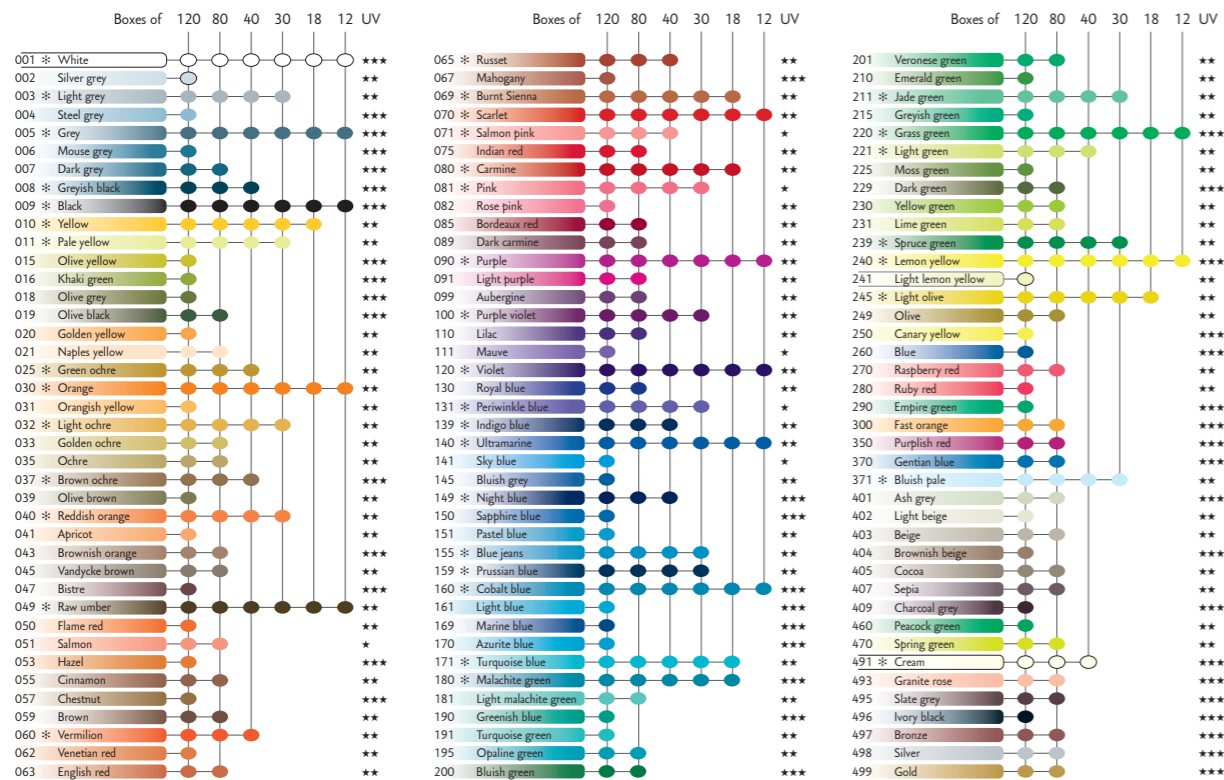 Boxes of 120 80 40 30 18 12 UV
001 * White
002 Silver grey
003 * Light grey
004 Steel grey
005 * Grey
006 Mouse grey
007 Dark grey
008 * Greyish black
009 * Black
010 * Yellow
011 * Pale yellow
015 Olive yellow
016 Khaki green
018 Olive grey
019 Olive black
020 Golden yellow
021 Naples yellow
025 * Green ochre
030 * Orange
031 Orangish yellow
032 * Light ochre
033 Golden ochre
035 Ochre
037 * Brown ochre
039 Olive brown
040 * Reddish orange
041 Apricot
043 Brownish orange
045 Vandycke brown
047 Bistre
049 * Raw umber
050 Flame red
051 Salmon
053 Hazel
055 Cinnamon
057 Chestnut
059 Brown
060 * Vermilion
062 Venetian red
063 English red
Boxes of 120 80 40 30 18 12 UV
065 * Russet
067 Mahogany
069 * Burnt Sienna
070 * Scarlet
071 * Salmon pink
075 Indian red
080 * Carmine
081 * Pink
082 Rose pink
085 Bordeaux red
089 Dark carmine
090 * Purple
091 Light purple
099 Aubergine
100 * Purple violet
110 Lilac
111 Mauve
120 * Violet
130 Royal blue
131 * Periwinkle blue
139 * Indigo blue
140 * Ultramarine
141 Sky blue
145 Bluish grey
149 * Night blue
150 Sapphire blue
151 Pastel blue
155 * Blue jeans
159 * Prussian blue
160 * Cobalt blue
161 Light blue
169 Marine blue
170 Azurite blue
171 * Turquoise blue
180 * Malachite green
181 Light malachite green
190 Greenish blue
191 Turquoise green
195 Opaline green
200 Bluish green
Boxes of 120 80 40 30 18 12 UV
201 Veronese green
210 Emerald green
211 * Jade green
215 Greyish green
220 * Grass green
221 * Light green
225 Moss green
229 Dark green
230 Yellow green
231 Lime green
239 * Spruce green
240 * Lemon yellow
241 Light lemon yellow
245 * Light olive
249 Olive
250 Canary yellow
260 Blue
270 Raspberry red
280 Ruby red
290 Empire green
300 Fast orange
350 Purplish red
370 Gentian blue
371 * Bluish pale
401 Ash grey
402 Light beige
403 Beige
404 Brownish beige
405 Cocoa
407 Sepia
409 Charcoal grey
460 Peacock green
470 Spring green
491 * Cream
493 Granite rose
495 Slate grey
496 Ivory black
497 Bronze
498 Silver
499 Gold